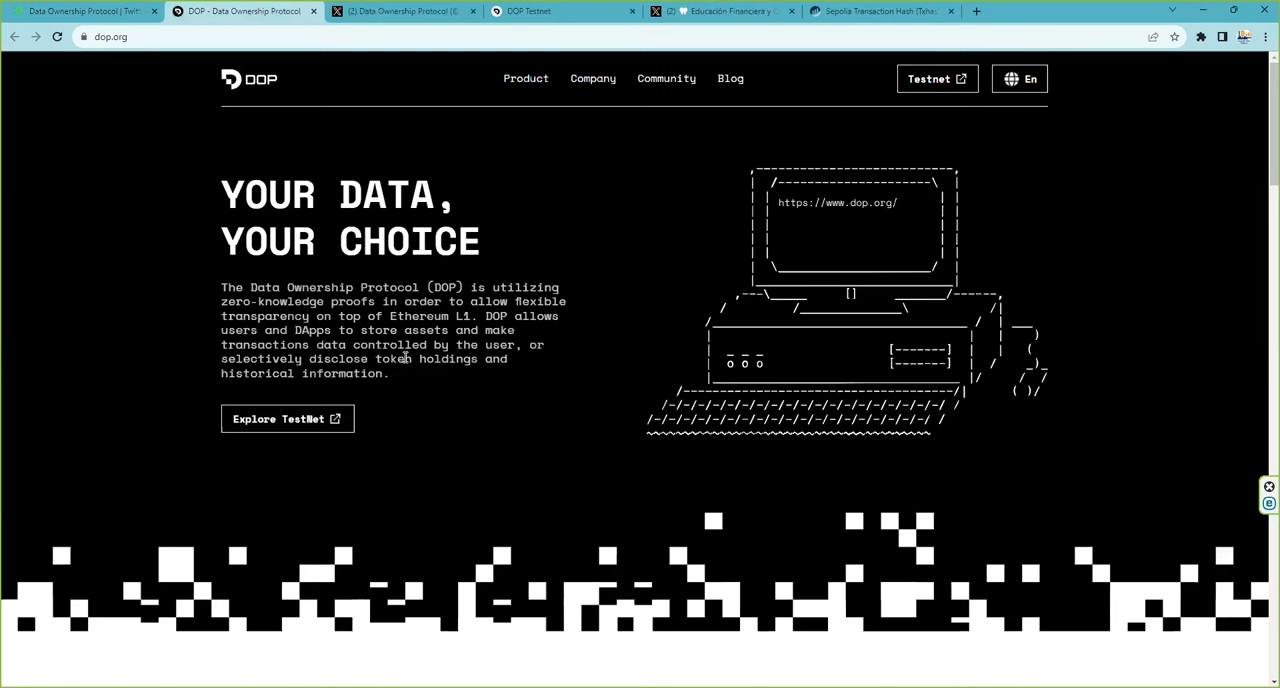 Data Ownership Protocol | Twitt
DOP - Data Ownership Protocol
(2) Data Ownership Protocol (
DOP Testnet
(2) Educación Financiera y C
Sepolia Transaction Hash (Txhas
dop.org
DOP
Product
Company
Community
Blog
Testnet
En
YOUR DATA,
YOUR CHOICE
The Data Ownership Protocol (DOP) is utilizing
zero-knowledge proofs in order to allow flexible
transparency on top of Ethereum L1. DOP allows
users and DApps to store assets and make
transactions data controlled by the user, or
selectively disclose token holdings and
historical information.
Explore TestNet
https://www.dop.org/